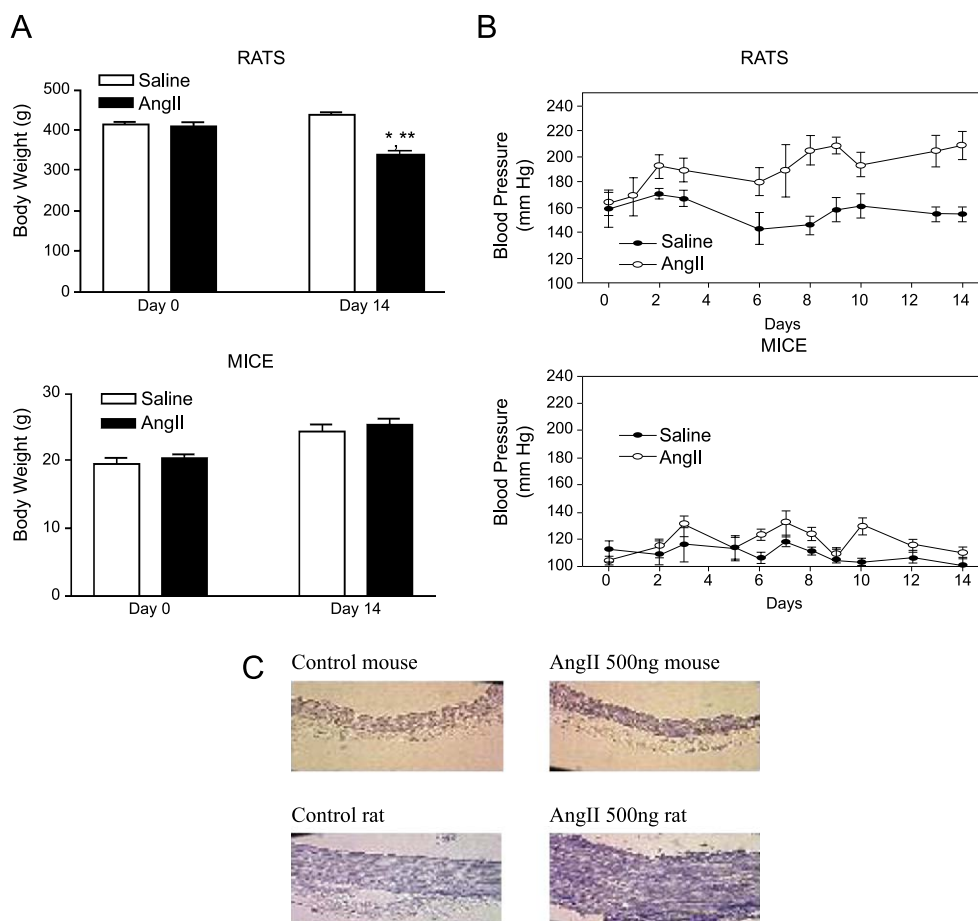 A
RATS
Saline
AngII
Body Weight (g)
500
400
300
200
100
0
*,**
Day 0
Day 14
MICE
Saline
AngII
Body Weight (g)
30
20
10
0
Day 0
Day 14
B
RATS
Blood Pressure
(mm Hg)
240
220
200
180
160
140
120
100
Saline
AngII
0 2 4 6 8 10 12 14
Days
MICE
Blood Pressure
(mm Hg)
240
220
200
180
160
140
120
100
Saline
AngII
0 2 4 6 8 10 12 14
Days
C
Control mouse
AngII 500ng mouse
Control rat
AngII 500ng rat